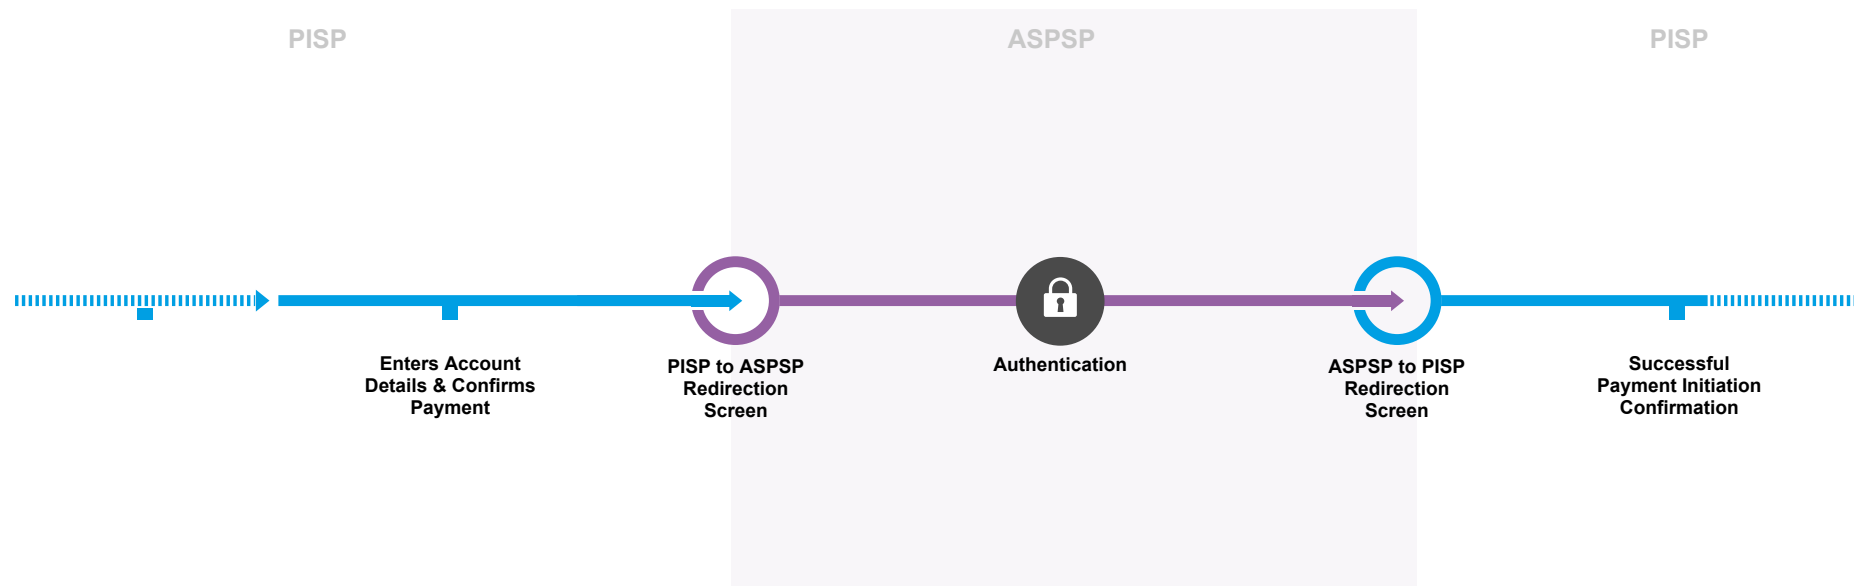 PISP
ASPSP
PISP
Enters Account
Details & Confirms
Payment
PISP to ASPSP
Redirection
Screen
Authentication
ASPSP to PISP
Redirection
Screen
Successful
Payment Initiation
Confirmation